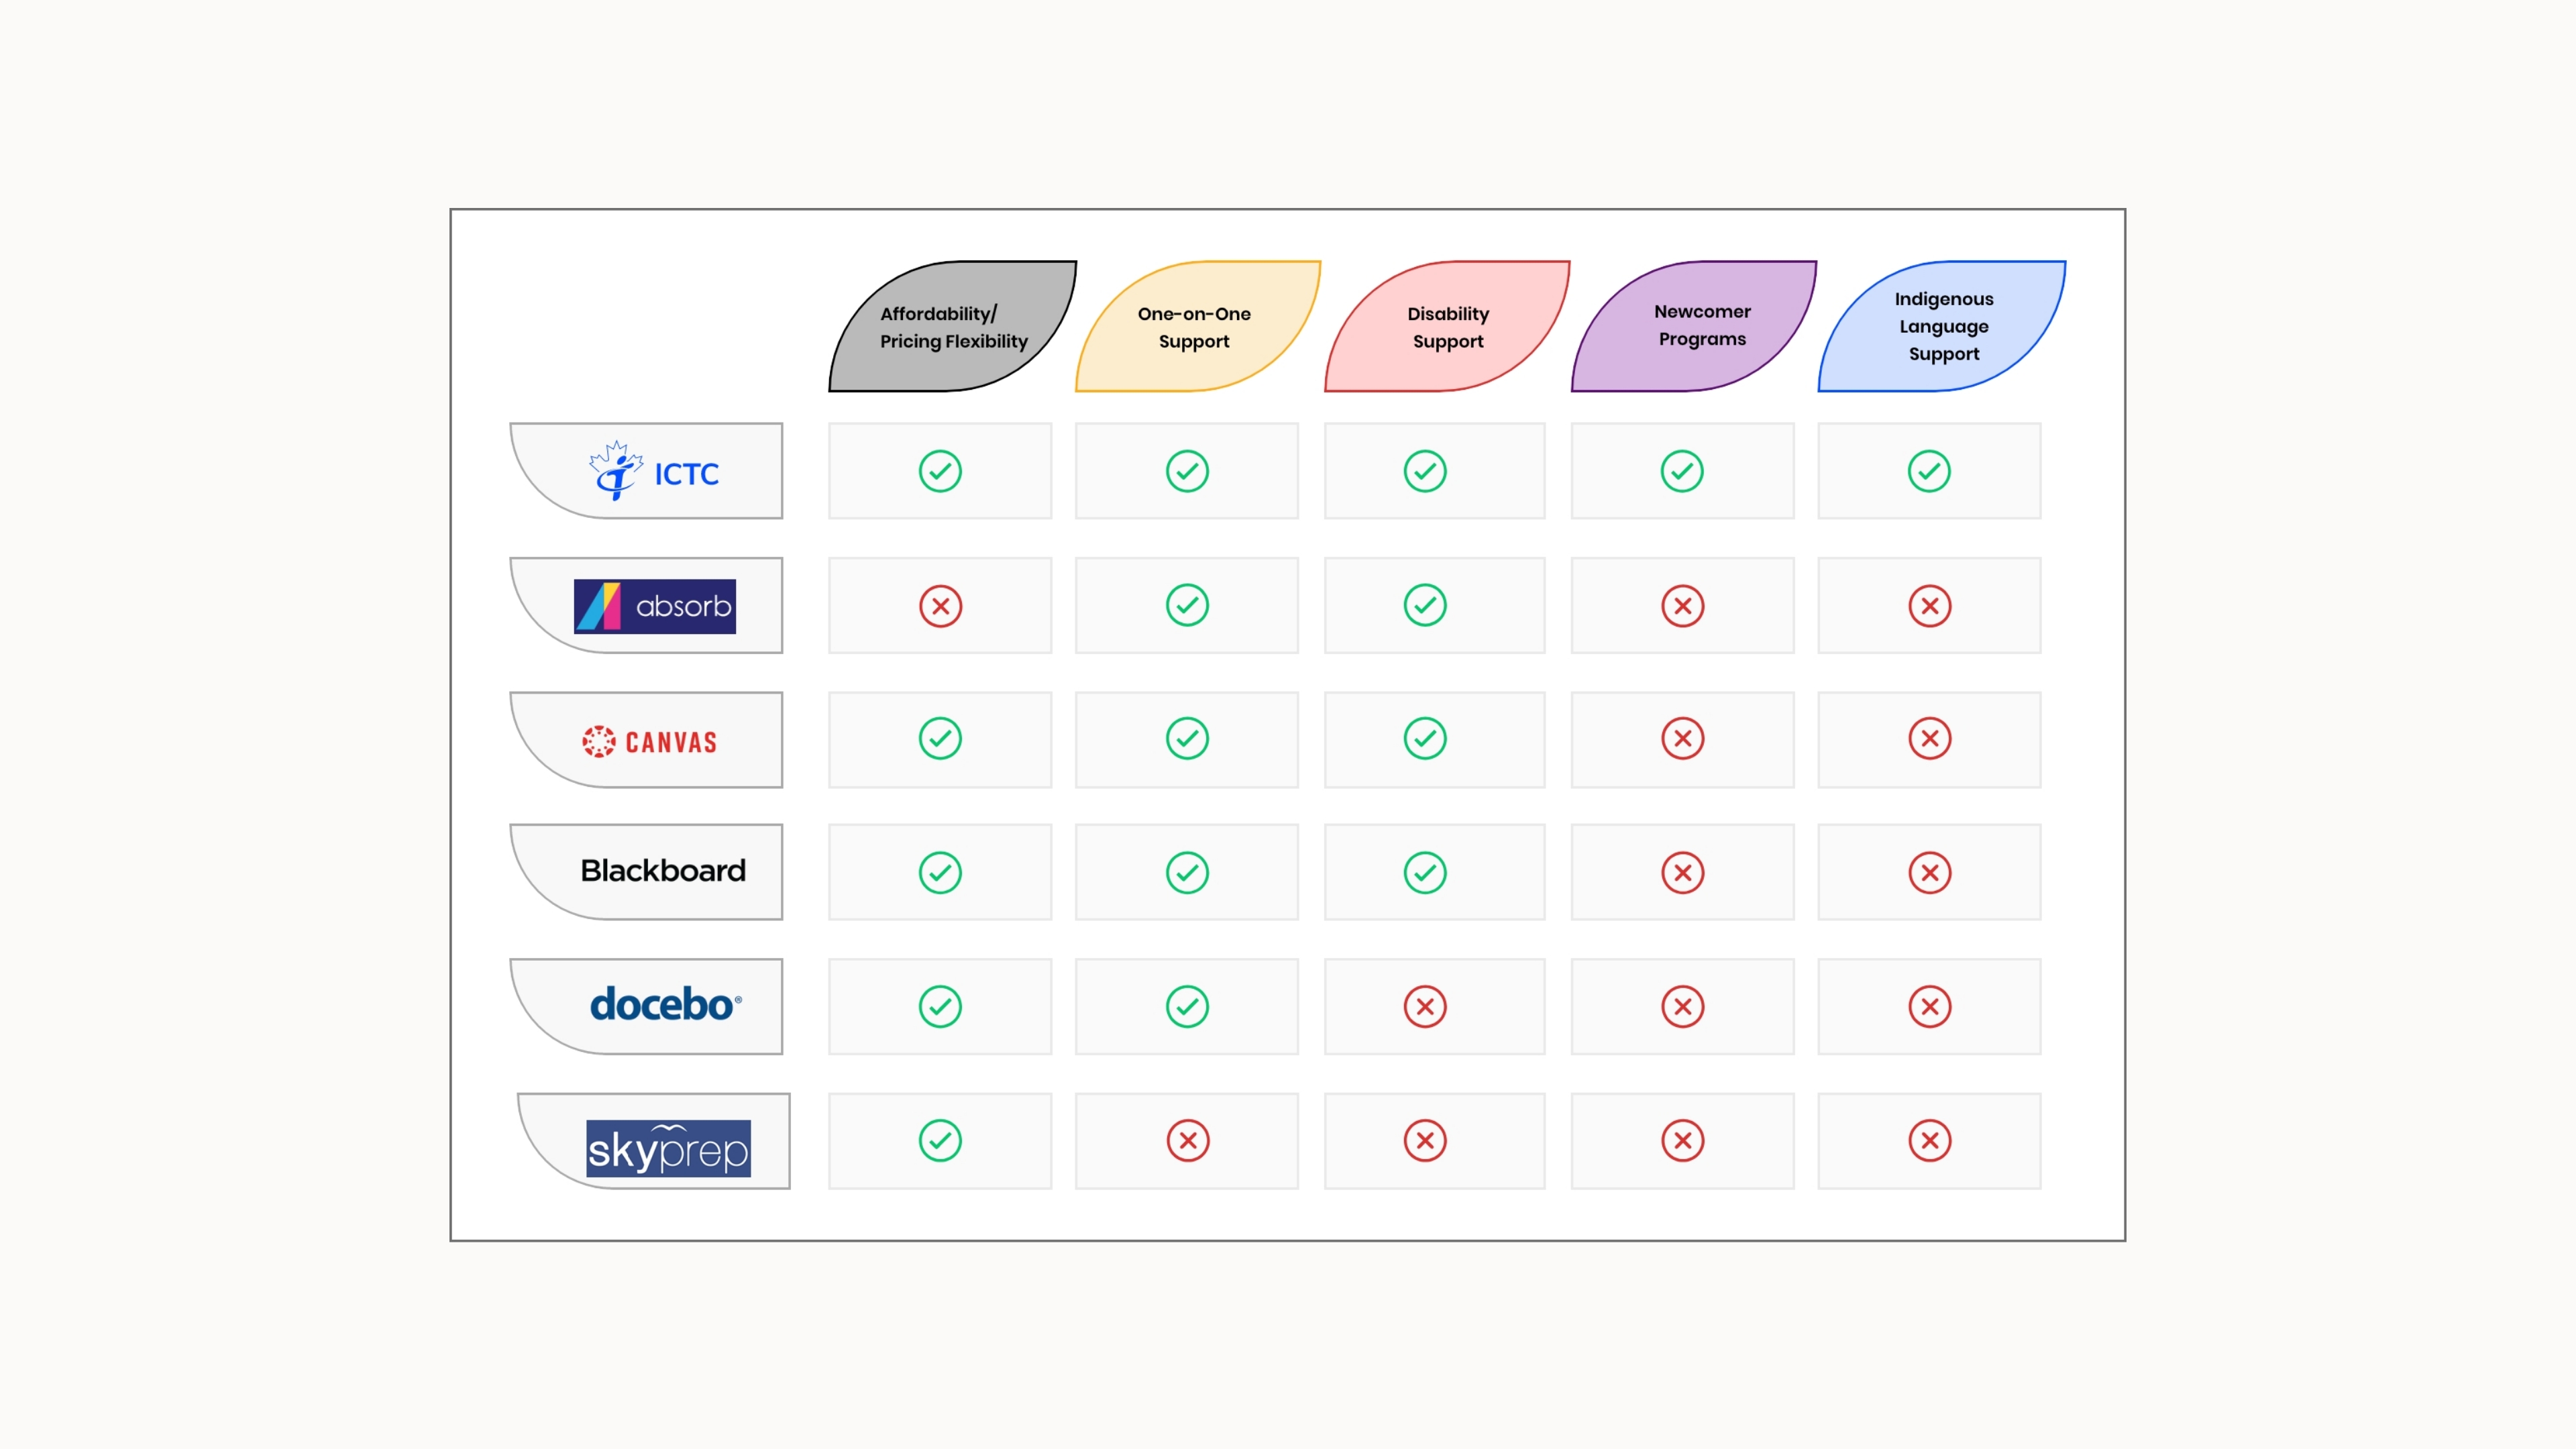 Affordability/
Pricing Flexibility
One-on-One
Support
Disability
Support
Newcomer
Programs
Indigenous
Language
Support
ICTC
absorb
CANVAS
Blackboard
docebo®
skyprep